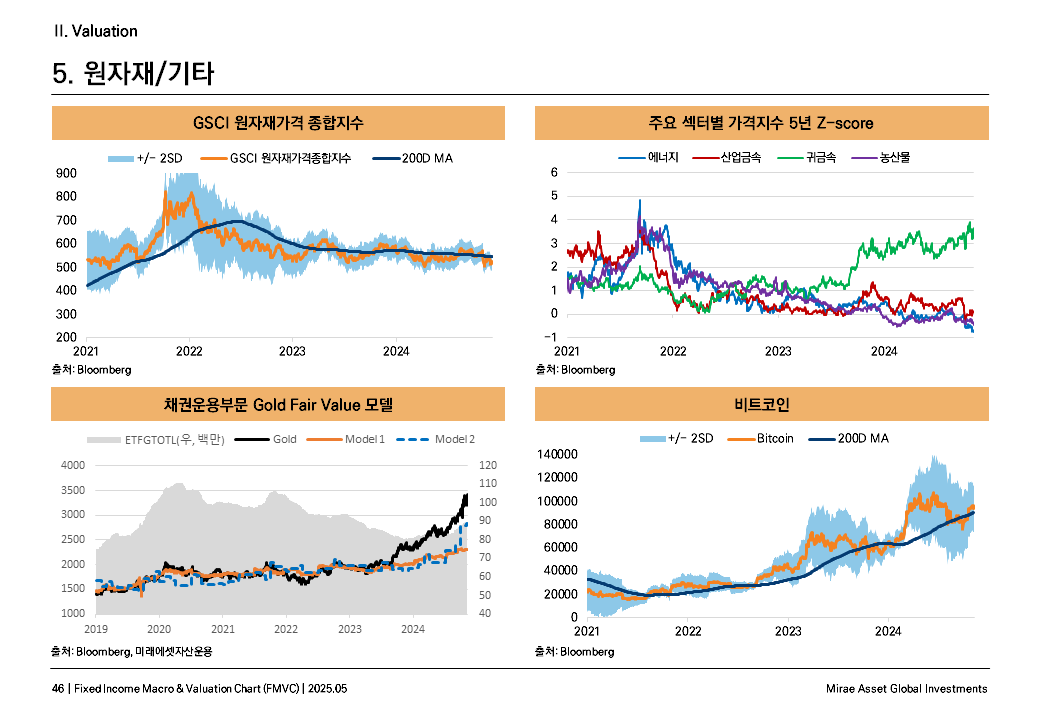 II. Valuation
5. 원자재/기타
GSCI 원자재가격 종합지수
+/- 2SD GSCI 원자재가격종합지수 200D MA
900
800
700
600
500
400
300
200
2021 2022 2023 2024
출처: Bloomberg
주요 섹터별 가격지수 5년 Z-score
에너지 산업금속 귀금속 농산물
6
5
4
3
2
1
0
-1
2021 2022 2023 2024
출처: Bloomberg
채권운용부문 Gold Fair Value 모델
ETFGTOTL(우, 백만) Gold Model 1 Model 2
4000 120
3500 110
3000 100
2500 90
2000 80
1500 70
1000 60
50
40
2019 2020 2021 2022 2023 2024
출처: Bloomberg, 미래에셋자산운용
비트코인
+/- 2SD Bitcoin 200D MA
140000
120000
100000
80000
60000
40000
20000
0
2021 2022 2023 2024
출처: Bloomberg
46 | Fixed Income Macro & Valuation Chart (FMVC) | 2025.05
Mirae Asset Global Investments